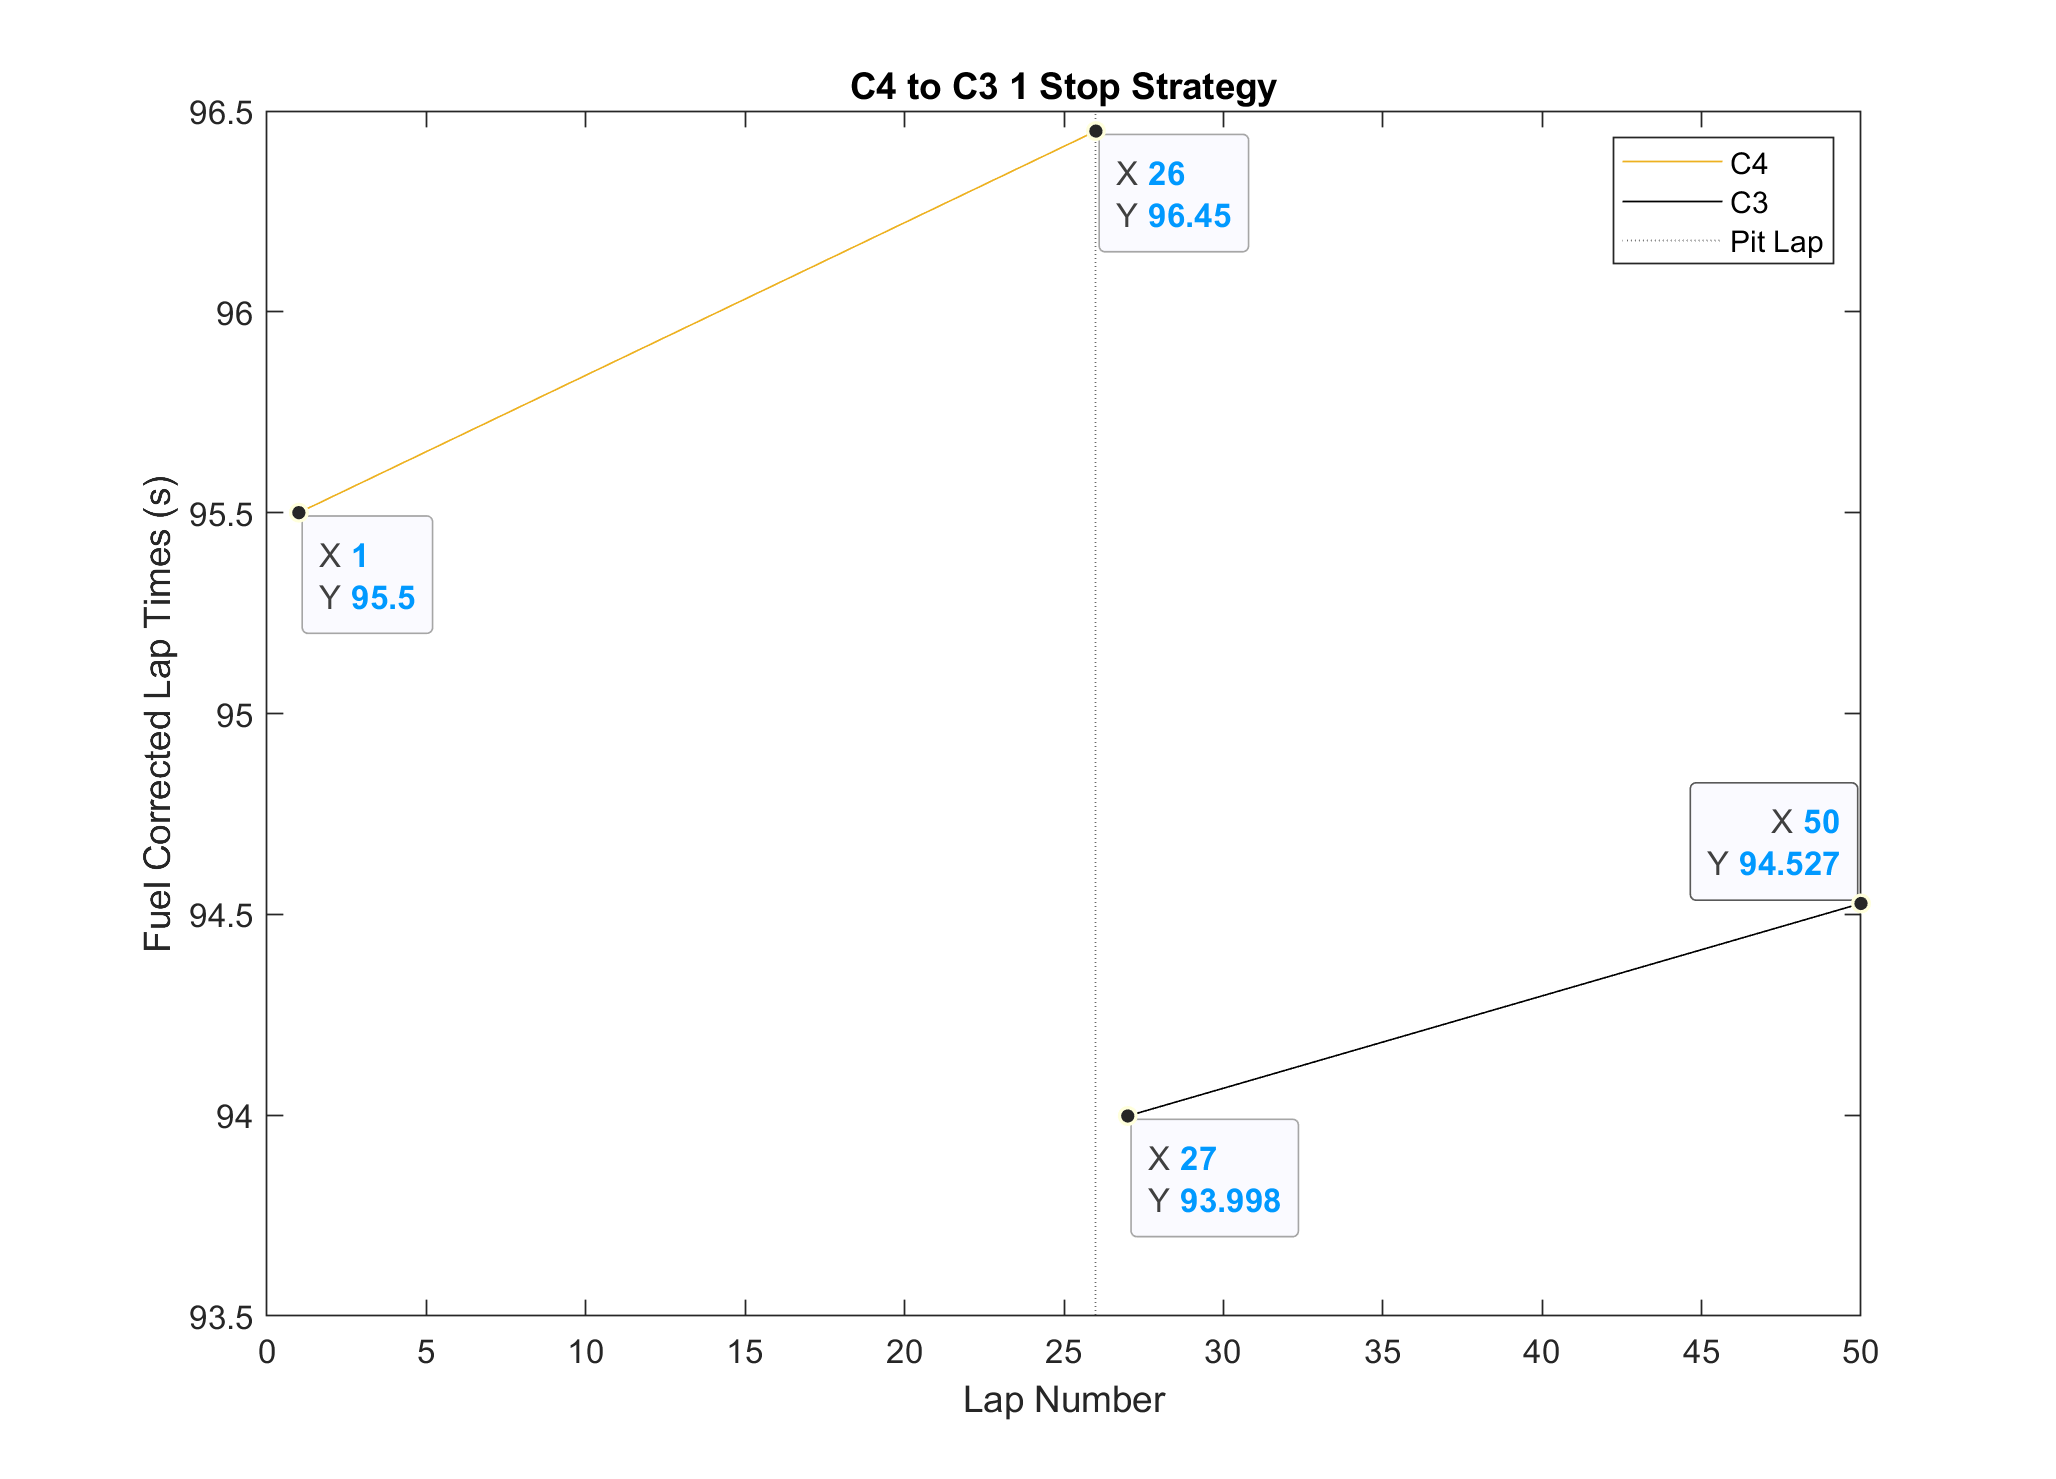 C4 to C3 1 Stop Strategy
96.5
96
95.5
95
94.5
94
93.5
Fuel Corrected Lap Times (s)
X 26
Y 96.45
C4
C3
Pit Lap
X 1
Y 95.5
X 50
Y 94.527
X 27
Y 93.998
0 5 10 15 20 25 30 35 40 45 50
Lap Number